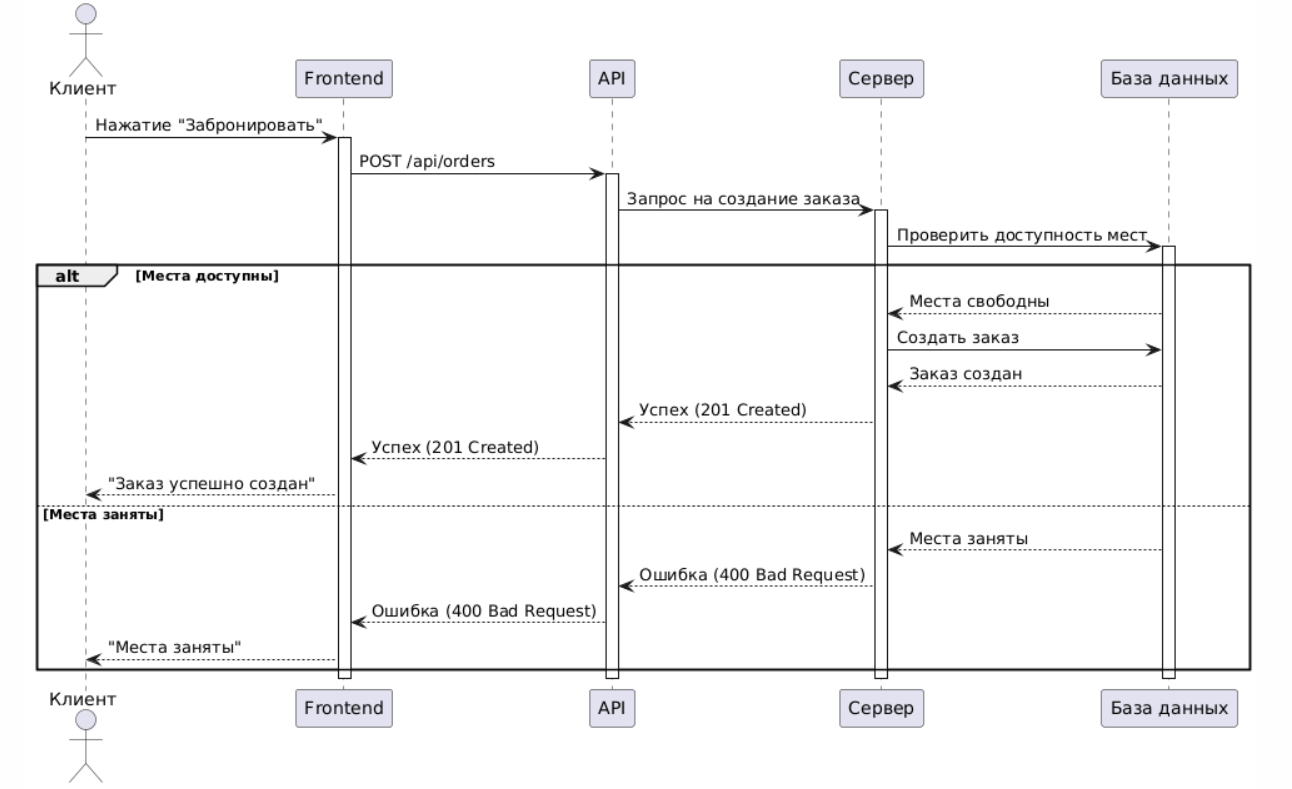 Клиент
Frontend
API
Сервер
База данных
Нажатие "Забронировать"
POST /api/orders
Запрос на создание заказа
Проверить доступность мест
alt
[Места доступны]
Места свободны
Создать заказ
Заказ создан
Успех (201 Created)
Успех (201 Created)
"Заказ успешно создан"
[Места заняты]
Места заняты
Ошибка (400 Bad Request)
Ошибка (400 Bad Request)
"Места заняты"
Клиент
Frontend
API
Сервер
База данных